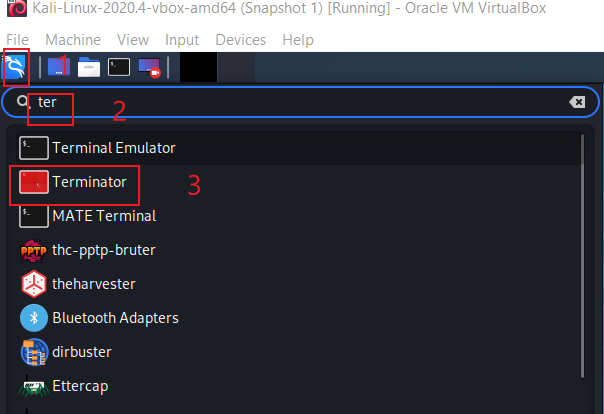 Kali-Linux-2020.4-vbox-amd64 (Snapshot 1) [Running] - Oracle VM VirtualBox
File Machine View Input Devices Help
1
ter
2
Terminal Emulator
Terminator
3
MATE Terminal
PPTP thc-pptp-bruter
theharvester
Bluetooth Adapters
dirbuster
Ettercap